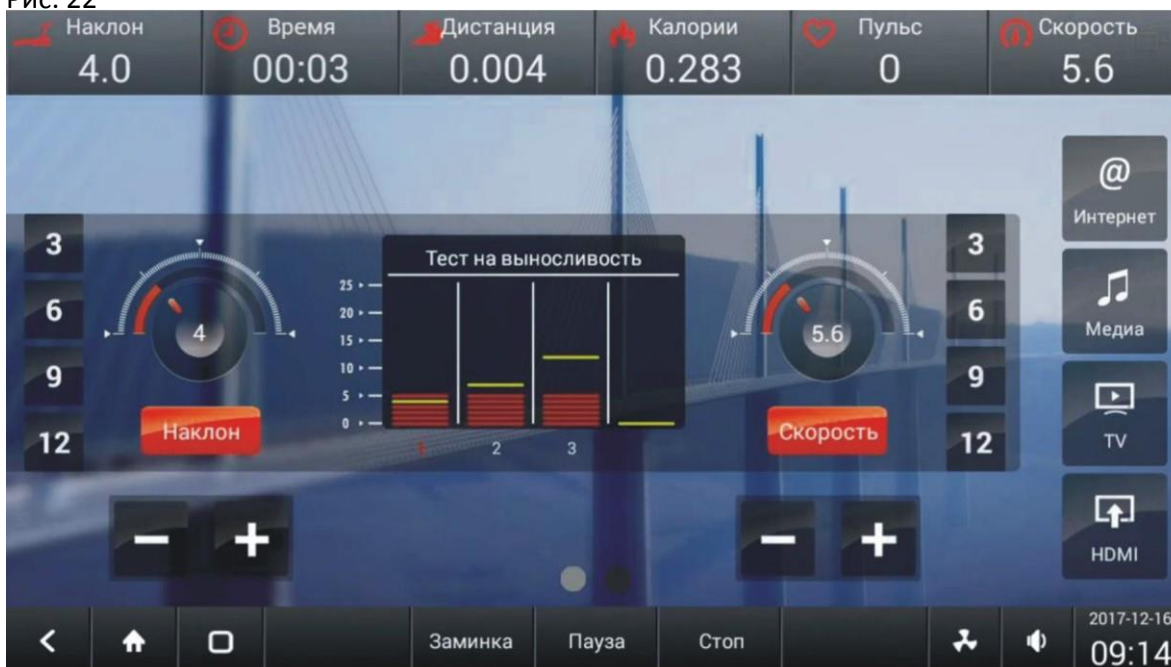 Рис. 22
Наклон Время Дистанция Калории Пульс Скорость
4.0 00:03 0.004 0.283 0 5.6
@
Интернет
Медиа
TV
HDMI
3
6
9
12
4
Наклон
Тест на выносливость
25
20
15
10
5
0
1 2 3
5.6
Скорость
3
6
9
12
Заминка Пауза Стоп
2017-12-16
09:14